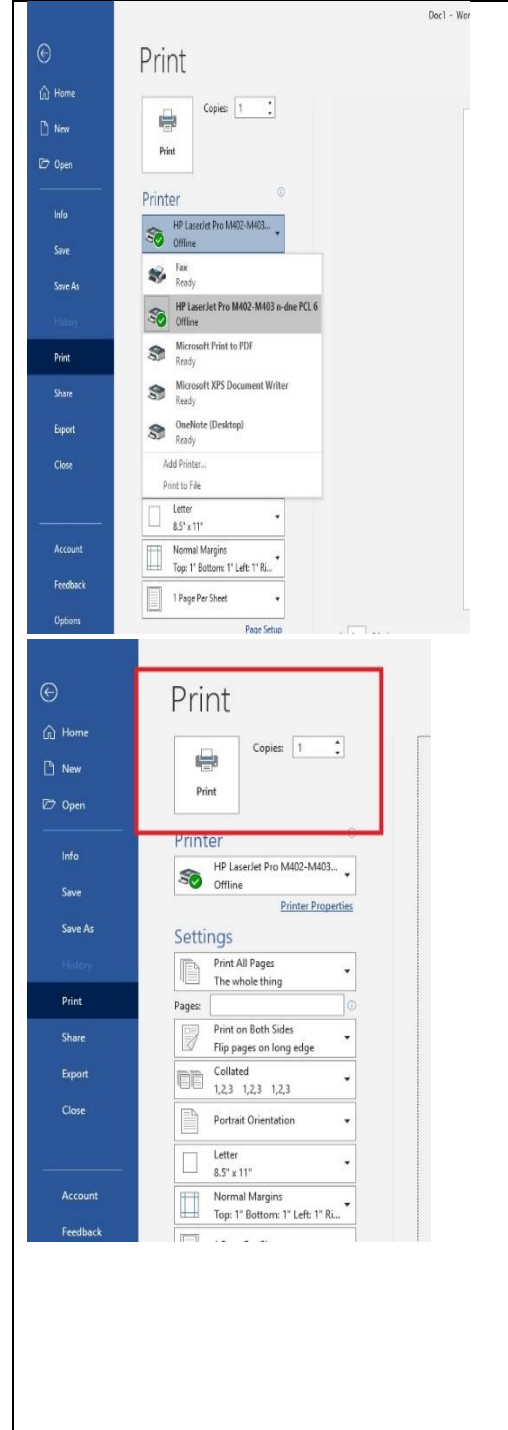 Doc1 - Wor
Print
Home
New
Open
Info
Save
Save As
History
Print
Share
Export
Close
Account
Feedback
Options
Copies: 1
Print
Printer
HP LaserJet Pro M402-M403...
Offline
Fax
Ready
HP LaserJet Pro M402-M403 n-dne PCL 6
Offline
Microsoft Print to PDF
Ready
Microsoft XPS Document Writer
Ready
OneNote (Desktop)
Ready
Add Printer...
Print to File
Letter
8.5" x 11"
Normal Margins
Top: 1" Bottom: 1" Left: 1" Ri...
1 Page Per Sheet
Page Setup
Print
Home
New
Open
Info
Save
Save As
History
Print
Share
Export
Close
Account
Feedback
Copies: 1
Print
Printer
HP LaserJet Pro M402-M403...
Offline
Printer Properties
Settings
Print All Pages
The whole thing
Pages:
Print on Both Sides
Flip pages on long edge
Collated
1,2,3 1,2,3 1,2,3
Portrait Orientation
Letter
8.5" x 11"
Normal Margins
Top: 1" Bottom: 1" Left: 1" Ri...